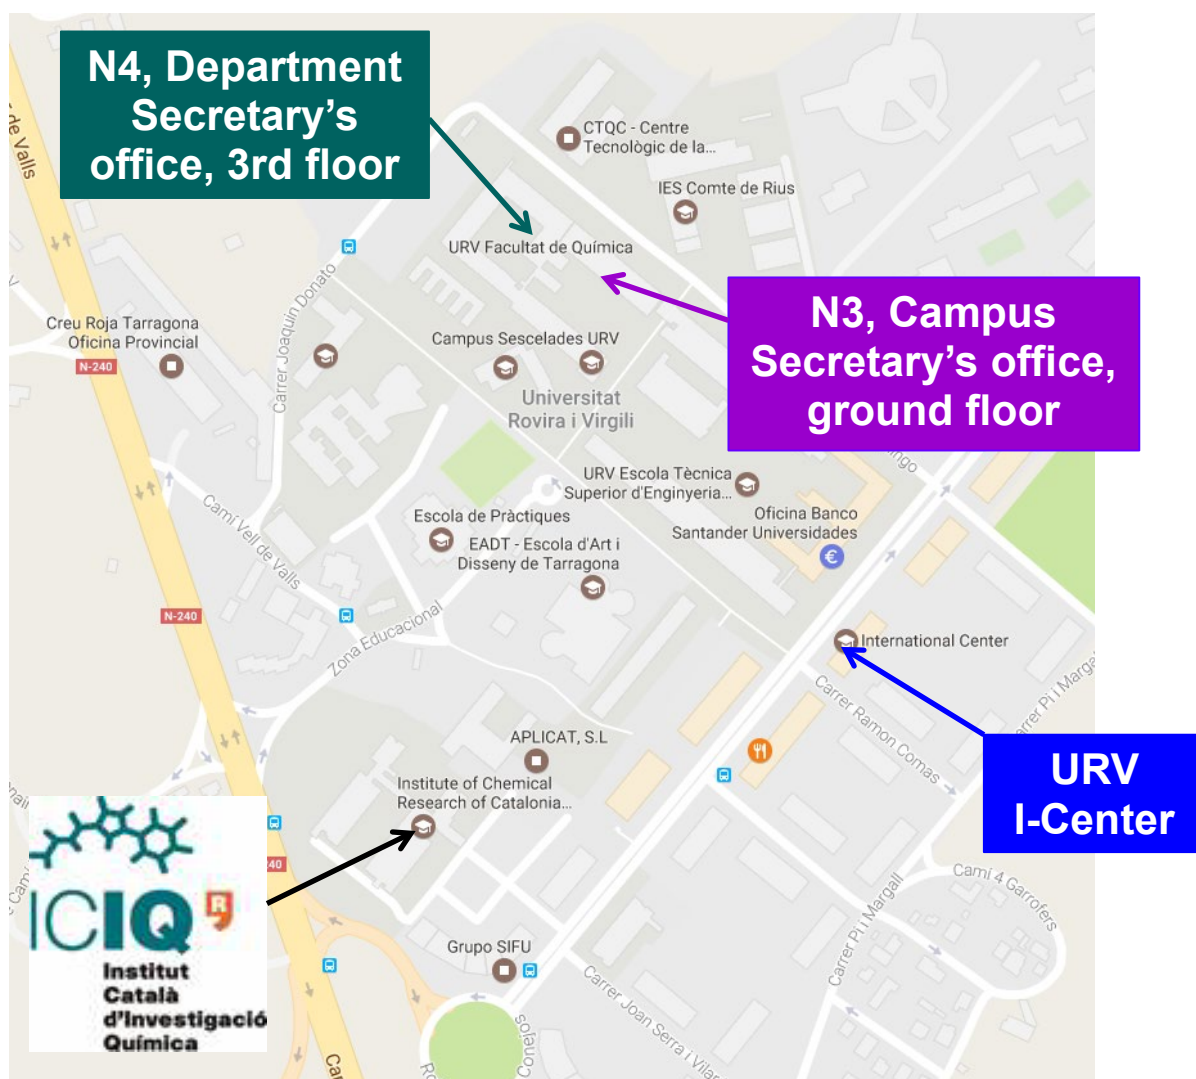 N4, Department
Secretary's
office, 3rd floor
de Valls
CTQC - Centre
Tecnològic de la...
IES Comte de Rius
URV Facultat de Química
N3, Campus
Secretary's office,
ground floor
Carrer Joaquin Donato
Creu Roja Tarragona
Oficina Provincial
N-240
Campus Sescelades URV
Universitat
Rovira i Virgili
URV Escola Tècnica
Superior d'Enginyeria...
Oficina Banco
Santander Universidades
€
Camí Vell de Valls
Escola de Pràctiques
EADT - Escola d'Art i
Disseny de Tarragona
N-240
Zona Educacional
International Center
Carrer Ramon Comas
Carrer Pi i Margall
URV
I-Center
APLICAT, S.L
Institute of Chemical
Research of Catalonia...
ICIQ R
Institut
Català
d'Investigació
Química
Camí 4 Garrofers
Carrer Pi i Margall
Grupo SIFU
Carrer Joan Serra i Vilar